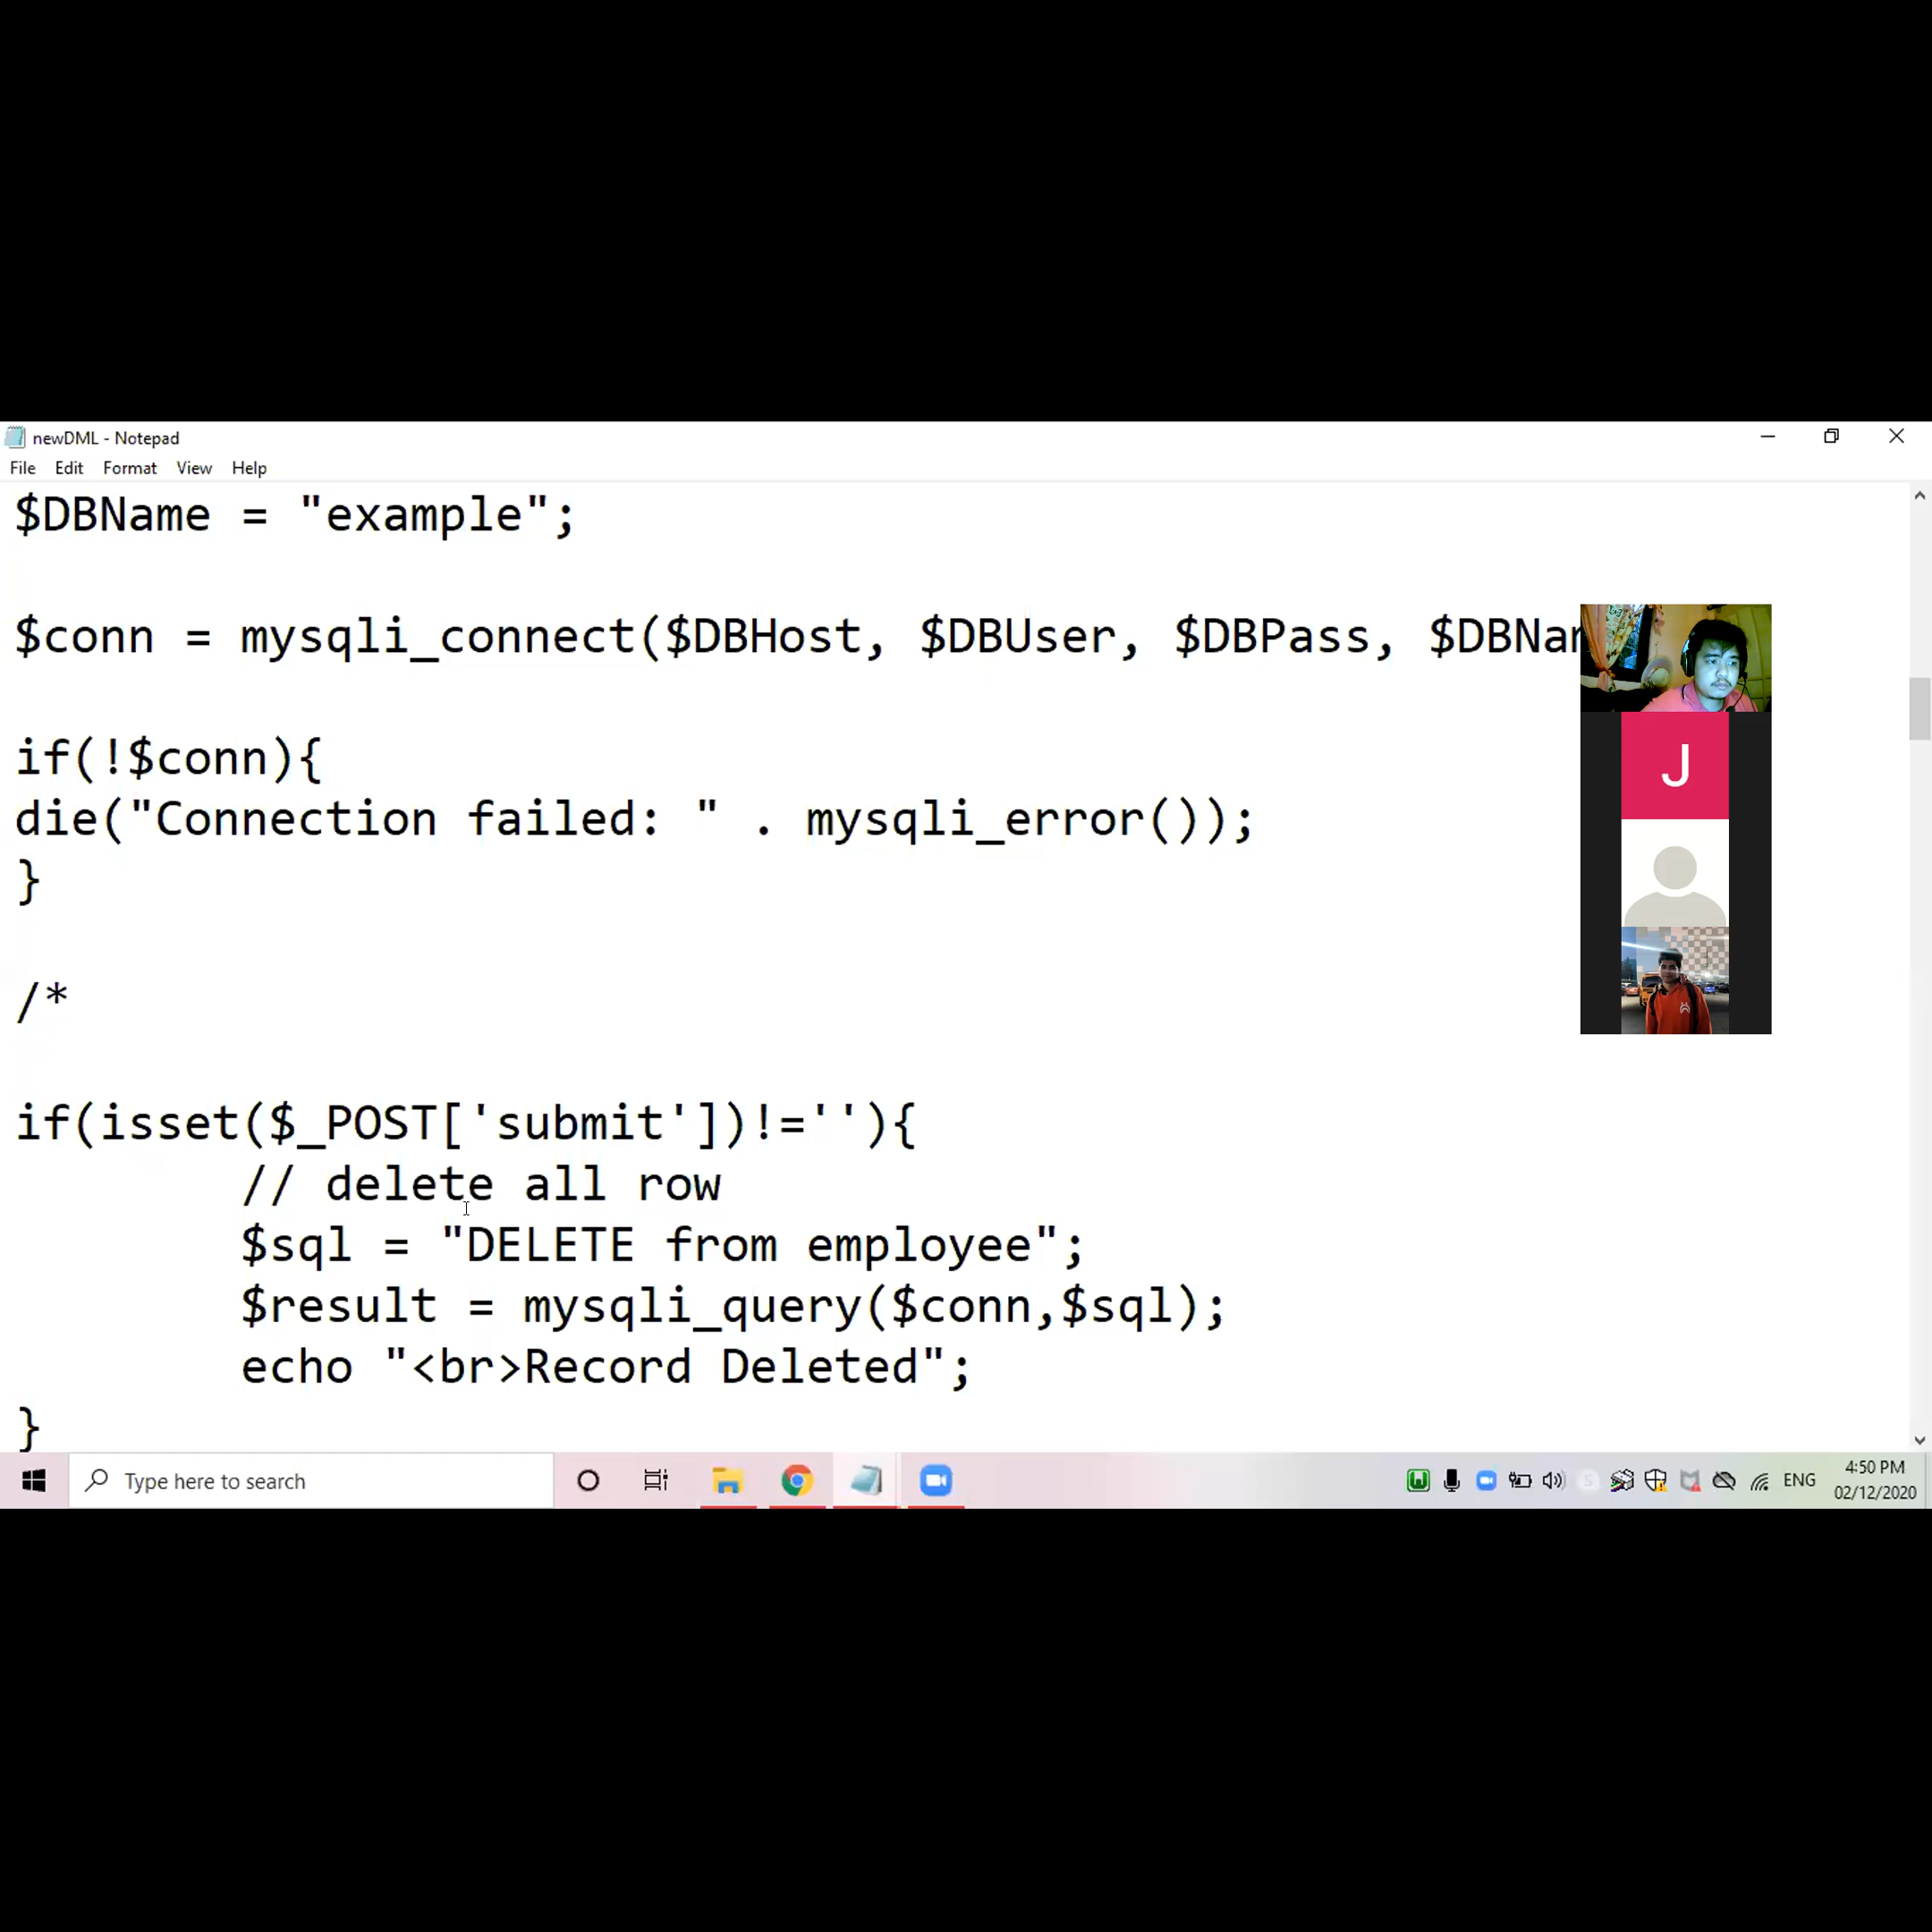 newDML - Notepad
File Edit Format View Help
$DBName = "example";
$conn = mysqli_connect($DBHost, $DBUser, $DBPass, $DBNam
if(!$conn){
die("Connection failed: " . mysqli_error());
}
/*
if(isset($_POST['submit'])!=''){
// delete all row
$sql = "DELETE from employee";
$result = mysqli_query($conn,$sql);
echo "<br>Record Deleted";
}
J
Type here to search
ENG
4:50 PM
02/12/2020